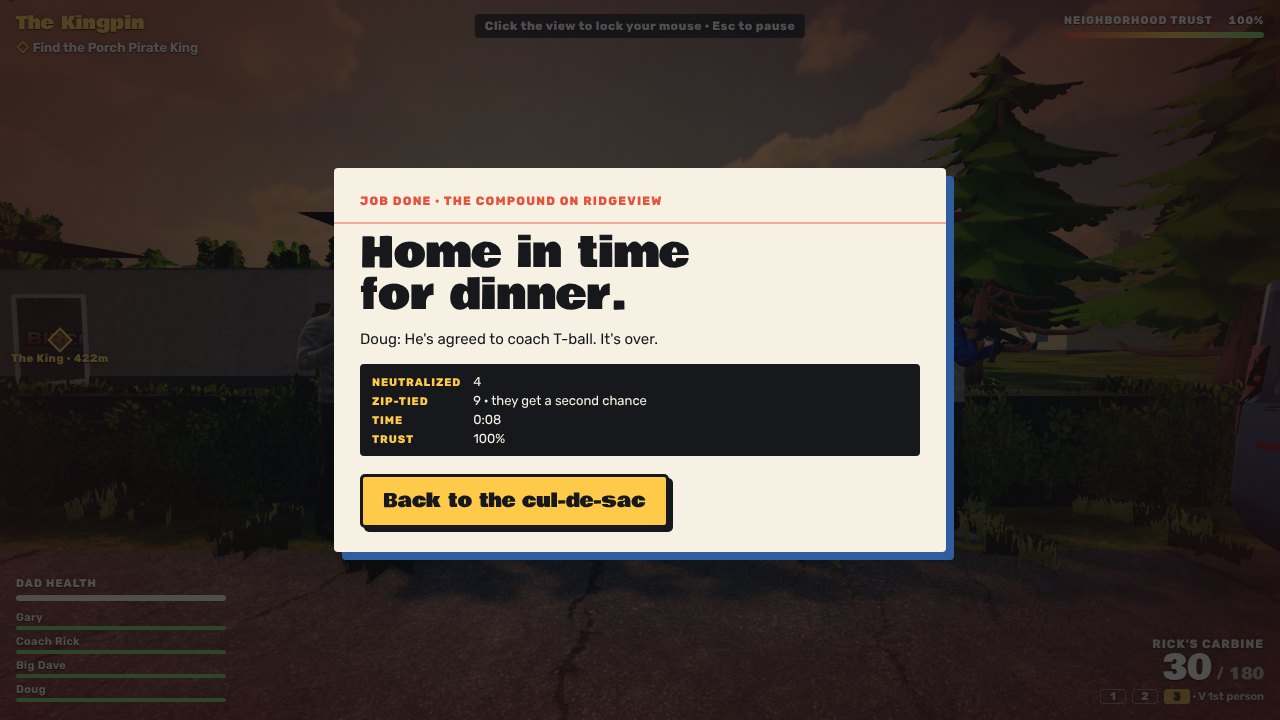 The Kingpin
Find the Porch Pirate King
Click the view to lock your mouse • Esc to pause
NEIGHBORHOOD TRUST 100%
JOB DONE • THE COMPOUND ON RIDGEVIEW
Home in time
for dinner.
Doug: He's agreed to coach T-ball. It's over.
NEUTRALIZED 4
ZIP-TIED 9 • they get a second chance
TIME 0:08
TRUST 100%
Back to the cul-de-sac
The King • 422m
DAD HEALTH
Gary
Coach Rick
Big Dave
Doug
RICK'S CARBINE
30 / 180
1 2 3 • V 1st person